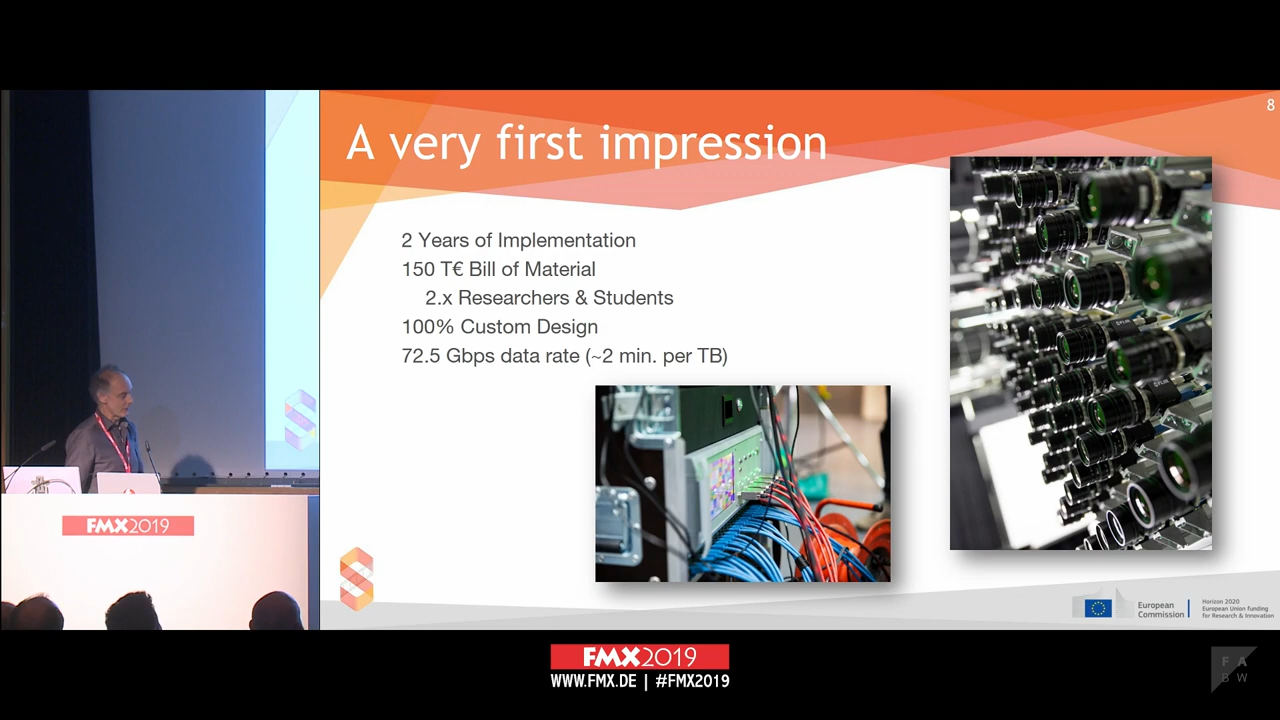 8
A very first impression
2 Years of Implementation
150 T€ Bill of Material
2.x Researchers & Students
100% Custom Design
72.5 Gbps data rate (~2 min. per TB)
FMX2019
European
Commission
Horizon 2020
European Union funding
for Research & Innovation
FMX2019
WWW.FMX.DE | #FMX2019
F A
B W